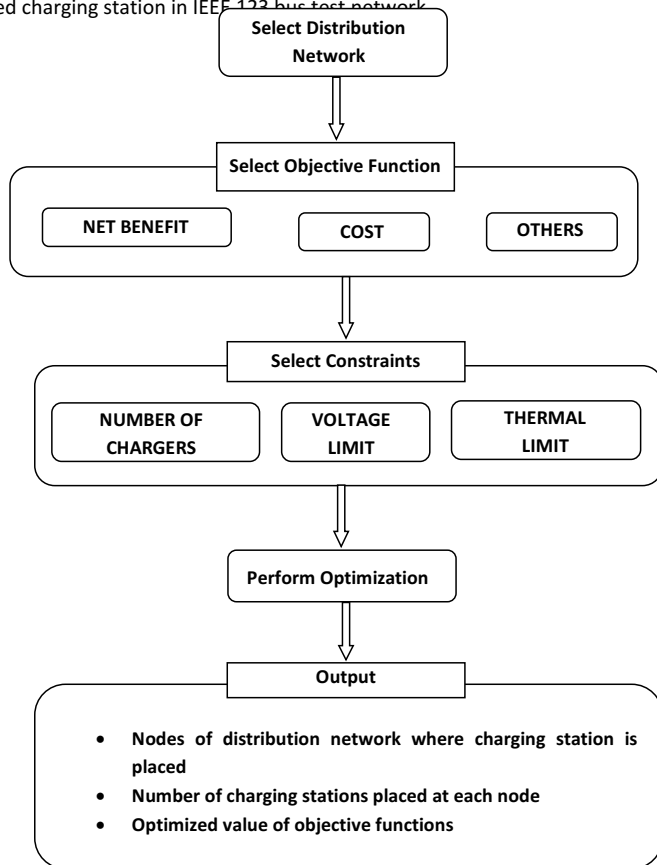 ed charging station in IEEE 123 bus test network
Select Distribution
Network
Select Objective Function
NET BENEFIT
COST
OTHERS
Select Constraints
NUMBER OF
CHARGERS
VOLTAGE
LIMIT
THERMAL
LIMIT
Perform Optimization
Output
• Nodes of distribution network where charging station is
placed
• Number of charging stations placed at each node
• Optimized value of objective functions